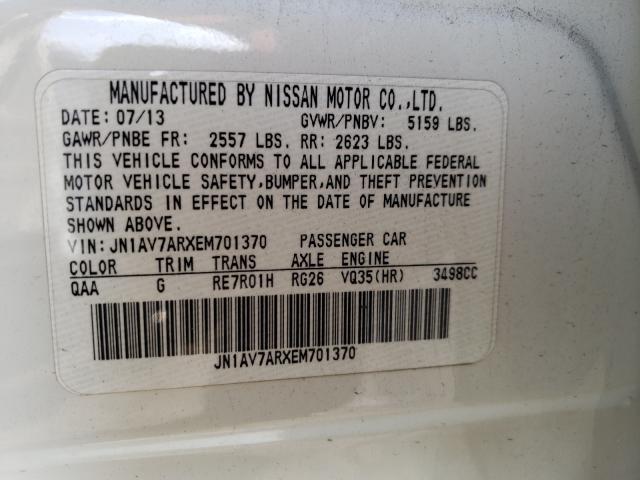 MANUFACTURED BY NISSAN MOTOR CO.,LTD.
DATE: 07/13 GVWR/PNBV: 5159 LBS.
GAWR/PNBE FR: 2557 LBS. RR: 2623 LBS.
THIS VEHICLE CONFORMS TO ALL APPLICABLE FEDERAL
MOTOR VEHICLE SAFETY,BUMPER,AND THEFT PREVENTION
STANDARDS IN EFFECT ON THE DATE OF MANUFACTURE
SHOWN ABOVE.
VIN: JN1AV7ARXEM701370 PASSENGER CAR
COLOR TRIM TRANS AXLE ENGINE
QAA G RE7R01H RG26 VQ35(HR) 3498CC
JN1AV7ARXEM701370